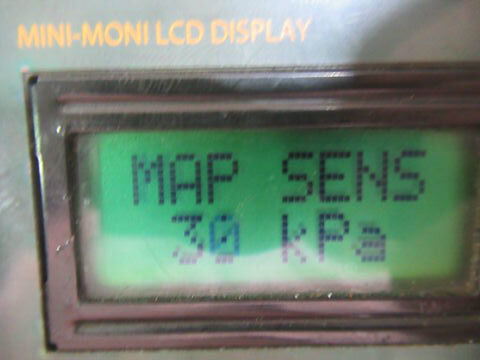 MINI-MONI LCD DISPLAY
MAP SENS
30 kPa